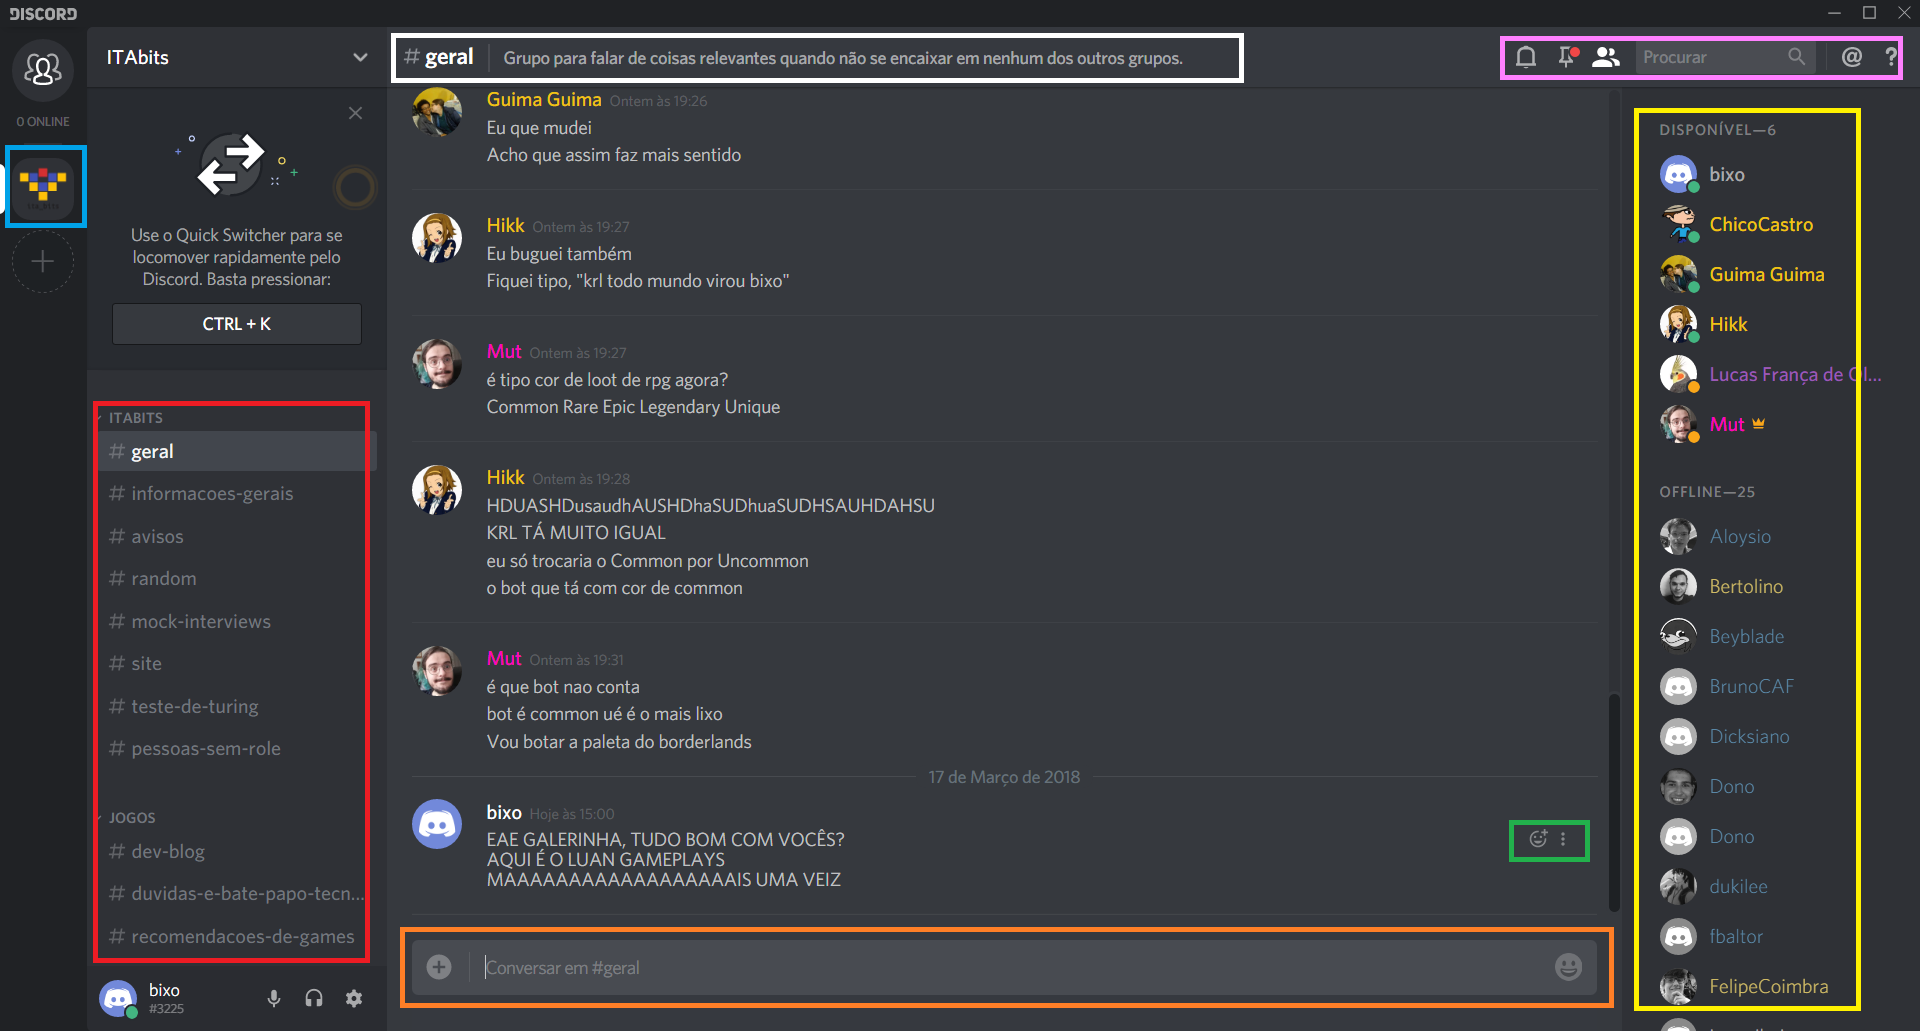 DISCORD
0 ONLINE
ITAbits
Use o Quick Switcher para se
locomover rapidamente pelo
Discord. Basta pressionar:
CTRL + K
ITABITS
# geral
# informacoes-gerais
# avisos
# random
# mock-interviews
# site
# teste-de-turing
# pessoas-sem-role
JOGOS
# dev-blog
# duvidas-e-bate-papo-tecn...
# recomendacoes-de-games
bixo
#3225
# geral
Grupo para falar de coisas relevantes quando não se encaixar em nenhum dos outros grupos.
Procurar
@
?
Guima Guima Ontem às 19:26
Eu que mudei
Acho que assim faz mais sentido
Hikk Ontem às 19:27
Eu buguei também
Fiquei tipo, "krl todo mundo virou bixo"
Mut Ontem às 19:27
é tipo cor de loot de rpg agora?
Common Rare Epic Legendary Unique
Hikk Ontem às 19:28
HDUASHDusaudhAUSHDhaSUDhuaSUDHSAUHDAHSU
KRL TÁ MUITO IGUAL
eu só trocaria o Common por Uncommon
o bot que tá com cor de common
Mut Ontem às 19:31
é que bot nao conta
bot é common ué é o mais lixo
Vou botar a paleta do borderlands
17 de Março de 2018
bixo Hoje às 15:00
EAE GALERINHA, TUDO BOM COM VOCÊS?
AQUI É O LUAN GAMEPLAYS
MAAAAAAAAAAAAAAAAAAIS UMA VEIZ
Conversar em #geral
DISPONÍVEL—6
bixo
ChicoCastro
Guima Guima
Hikk
Lucas França de Ol...
Mut
OFFLINE—25
Aloysio
Bertolino
Beyblade
BrunoCAF
Dicksiano
Dono
Dono
dukilee
fbaltor
FelipeCoimbra